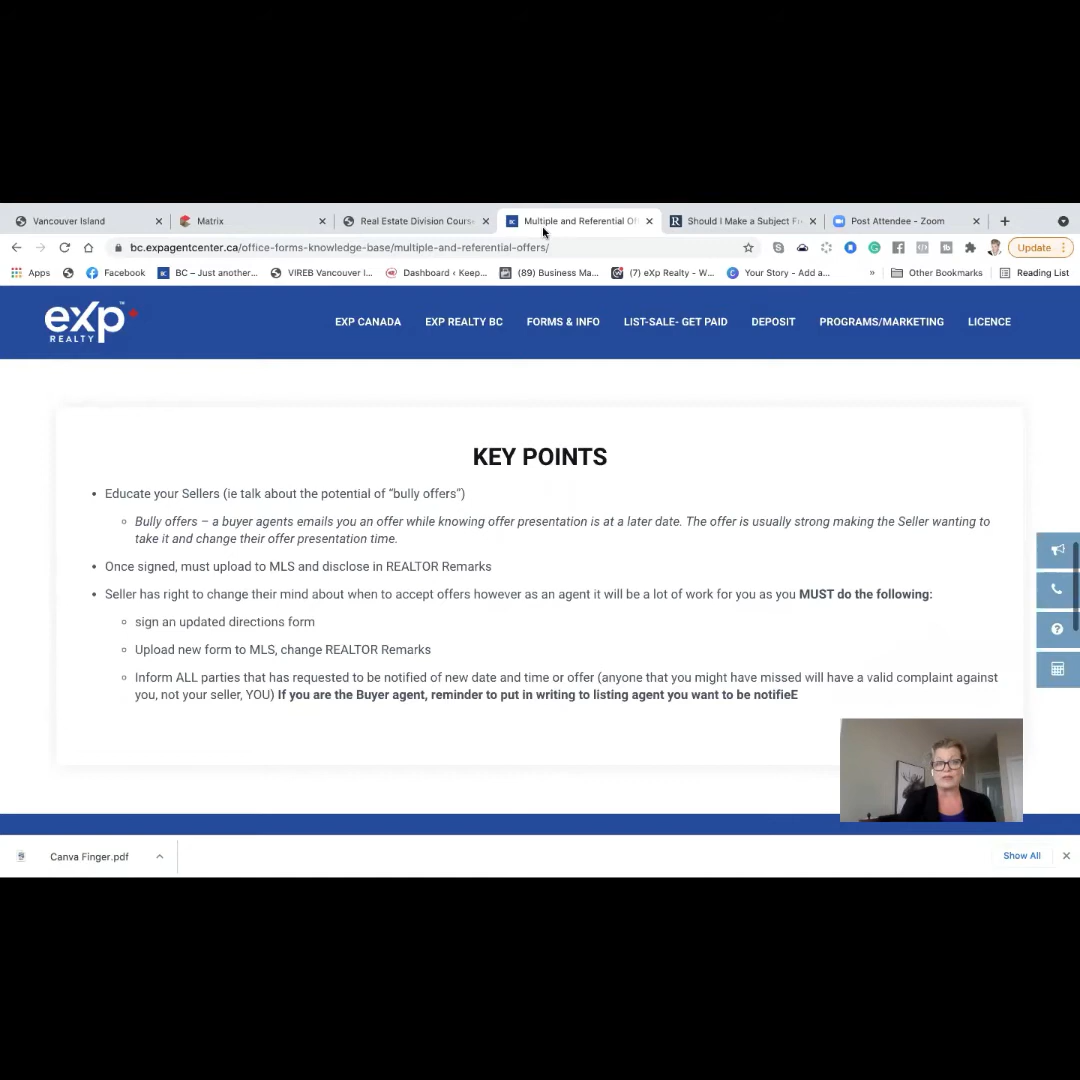 Vancouver Island
Matrix
Real Estate Division Cours
Multiple and Referential Of
Should I Make a Subject Fr
Post Attendee - Zoom
bc.expagentcenter.ca/office-forms-knowledge-base/multiple-and-referential-offers/
Update
Apps
Facebook
BC – Just another...
VIREB Vancouver I...
Dashboard ‹ Keep...
(89) Business Ma...
(7) eXp Realty - W...
Your Story - Add a...
»
Other Bookmarks
Reading List
eXp
REALTY
EXP CANADA
EXP REALTY BC
FORMS & INFO
LIST-SALE- GET PAID
DEPOSIT
PROGRAMS/MARKETING
LICENCE
KEY POINTS
• Educate your Sellers (ie talk about the potential of “bully offers”)
Bully offers – a buyer agents emails you an offer while knowing offer presentation is at a later date. The offer is usually strong making the Seller wanting to
take it and change their offer presentation time.
• Once signed, must upload to MLS and disclose in REALTOR Remarks
• Seller has right to change their mind about when to accept offers however as an agent it will be a lot of work for you as you MUST do the following:
sign an updated directions form
Upload new form to MLS, change REALTOR Remarks
Inform ALL parties that has requested to be notified of new date and time or offer (anyone that you might have missed will have a valid complaint against
you, not your seller, YOU) If you are the Buyer agent, reminder to put in writing to listing agent you want to be notifieE
Canva Finger.pdf
Show All